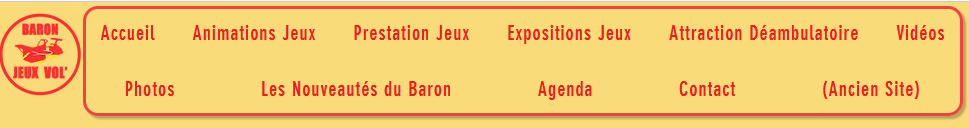 BARON
JEUX VOL'
Accueil Animations Jeux Prestation Jeux Expositions Jeux Attraction Déambulatoire Vidéos
Photos Les Nouveautés du Baron Agenda Contact (Ancien Site)